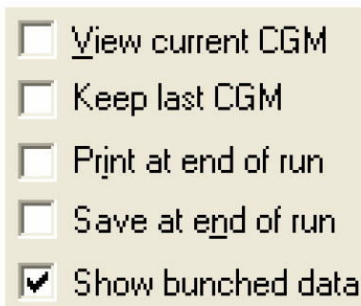 View current CGM
Keep last CGM
Print at end of run
Save at end of run
Show bunched data